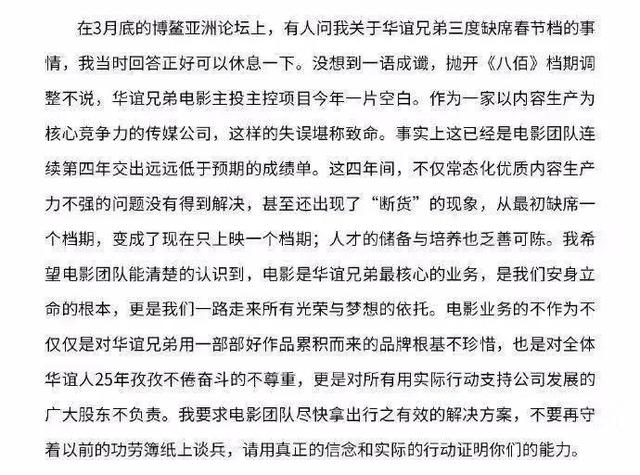 在3月底的博鳌亚洲论坛上，有人问我关于华谊兄弟三度缺席春节档的事
情，我当时回答正好可以休息一下。没想到一语成谶，抛开《八佰》档期调
整不说，华谊兄弟电影主投主控项目今年一片空白。作为一家以内容生产为
核心竞争力的传媒公司，这样的失误堪称致命。事实上这已经是电影团队连
续第四年交出远远低于预期的成绩单。这四年间，不仅常态化优质内容生产
力不强的问题没有得到解决，甚至还出现了“断货”的现象，从最初缺席一
个档期，变成了现在只上映一个档期；人才的储备与培养也乏善可陈。我希
望电影团队能清楚的认识到，电影是华谊兄弟最核心的业务，是我们安身立
命的根本，更是我们一路走来所有光荣与梦想的依托。电影业务的不作为不
仅仅是对华谊兄弟用一部部好作品累积而来的品牌根基不珍惜，也是对全体
华谊人25年孜孜不倦奋斗的不尊重，更是对所有用实际行动支持公司发展的
广大股东不负责。我要求电影团队尽快拿出行之有效的解决方案，不要再守
着以前的功劳簿纸上谈兵，请用真正的信念和实际的行动证明你们的能力。